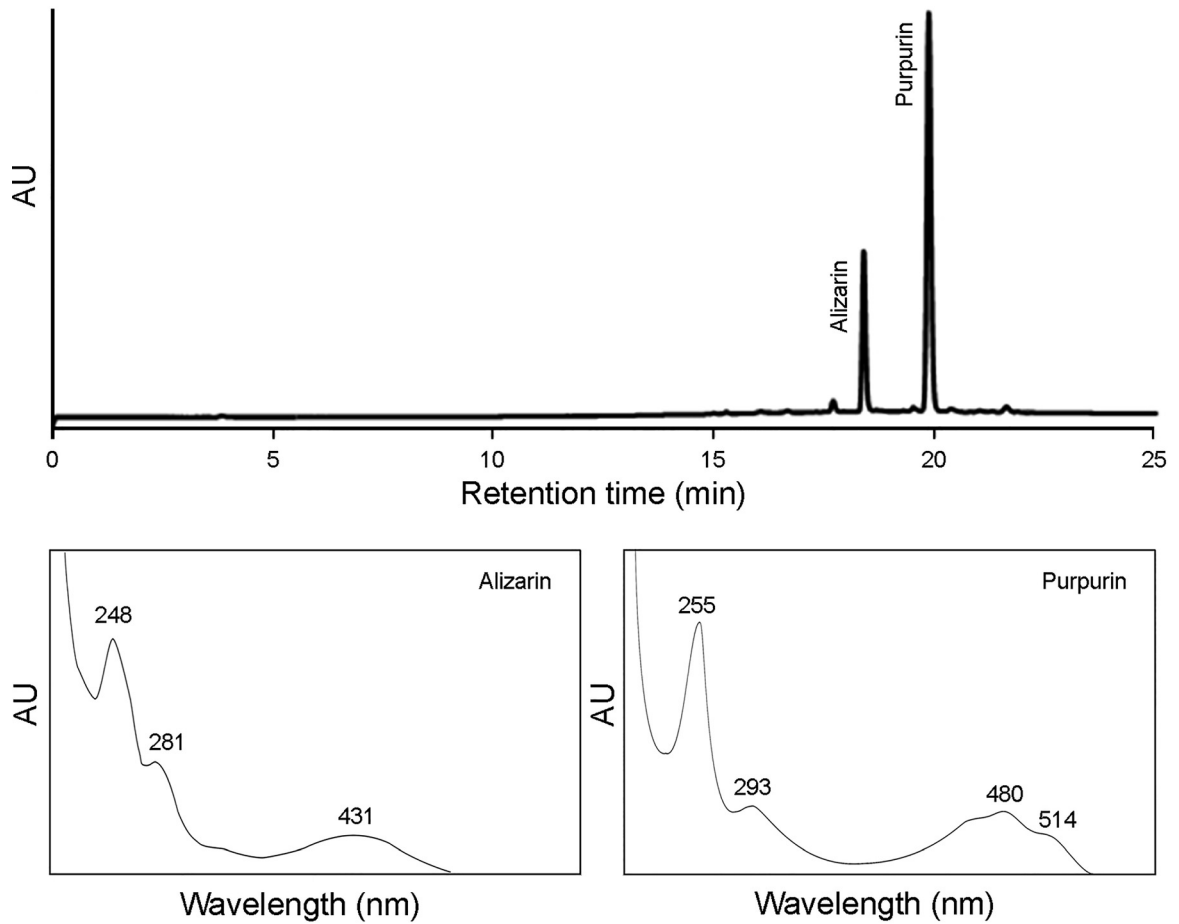 Purpurin
Alizarin
AU
0 5 10 15 20 25
Retention time (min)
Alizarin
248
281
431
AU
Wavelength (nm)
Purpurin
255
293
480
514
AU
Wavelength (nm)